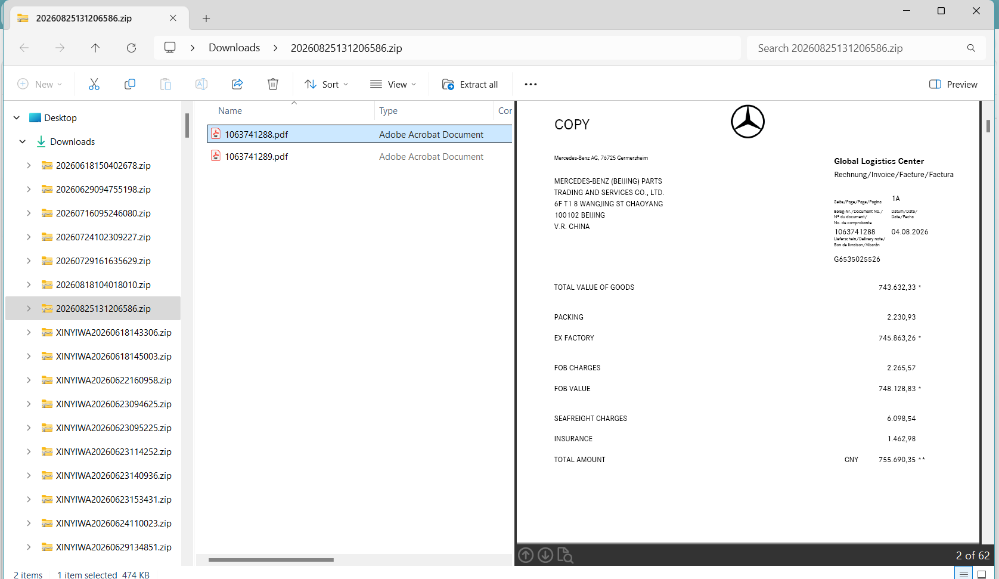 20260825131206586.zip
Downloads
20260825131206586.zip
Search 20260825131206586.zip
New
Sort
View
Extract all
Preview
Desktop
Downloads
20260618150402678.zip
20260629094755198.zip
20260716095246080.zip
20260724102309227.zip
20260729161635629.zip
20260818104018010.zip
20260825131206586.zip
XINYIWA20260618143306.zip
XINYIWA20260618145003.zip
XINYIWA20260622160958.zip
XINYIWA20260623094625.zip
XINYIWA20260623095225.zip
XINYIWA20260623114252.zip
XINYIWA20260623140936.zip
XINYIWA20260623153431.zip
XINYIWA20260624110023.zip
XINYIWA20260629134851.zip
Name Type Cor
1063741288.pdf Adobe Acrobat Document
1063741289.pdf Adobe Acrobat Document
COPY
Mercedes-Benz AG, 76725 Germersheim
MERCEDES-BENZ (BEIJING) PARTS
TRADING AND SERVICES CO., LTD.
6F T1 8 WANGJING ST CHAOYANG
100102 BEIJING
V.R. CHINA
Global Logistics Center
Rechnung/Invoice/Facture/Factura
Seite/Page/Page/Pagina 1A
Beleg-Nr./Document No./ Datum/Date/
Nº du document/ Date/Fecha
No. de comprobante
1063741288 04.08.2026
Lieferschein/Delivery note/
Bon de livraison/Albarán
G6535025526
TOTAL VALUE OF GOODS 743.632,33 *
PACKING 2.230,93
EX FACTORY 745.863,26 *
FOB CHARGES 2.265,57
FOB VALUE 748.128,83 *
SEAFREIGHT CHARGES 6.098,54
INSURANCE 1.462,98
TOTAL AMOUNT CNY 755.690,35 **
2 of 62
2 items 1 item selected 474 KB